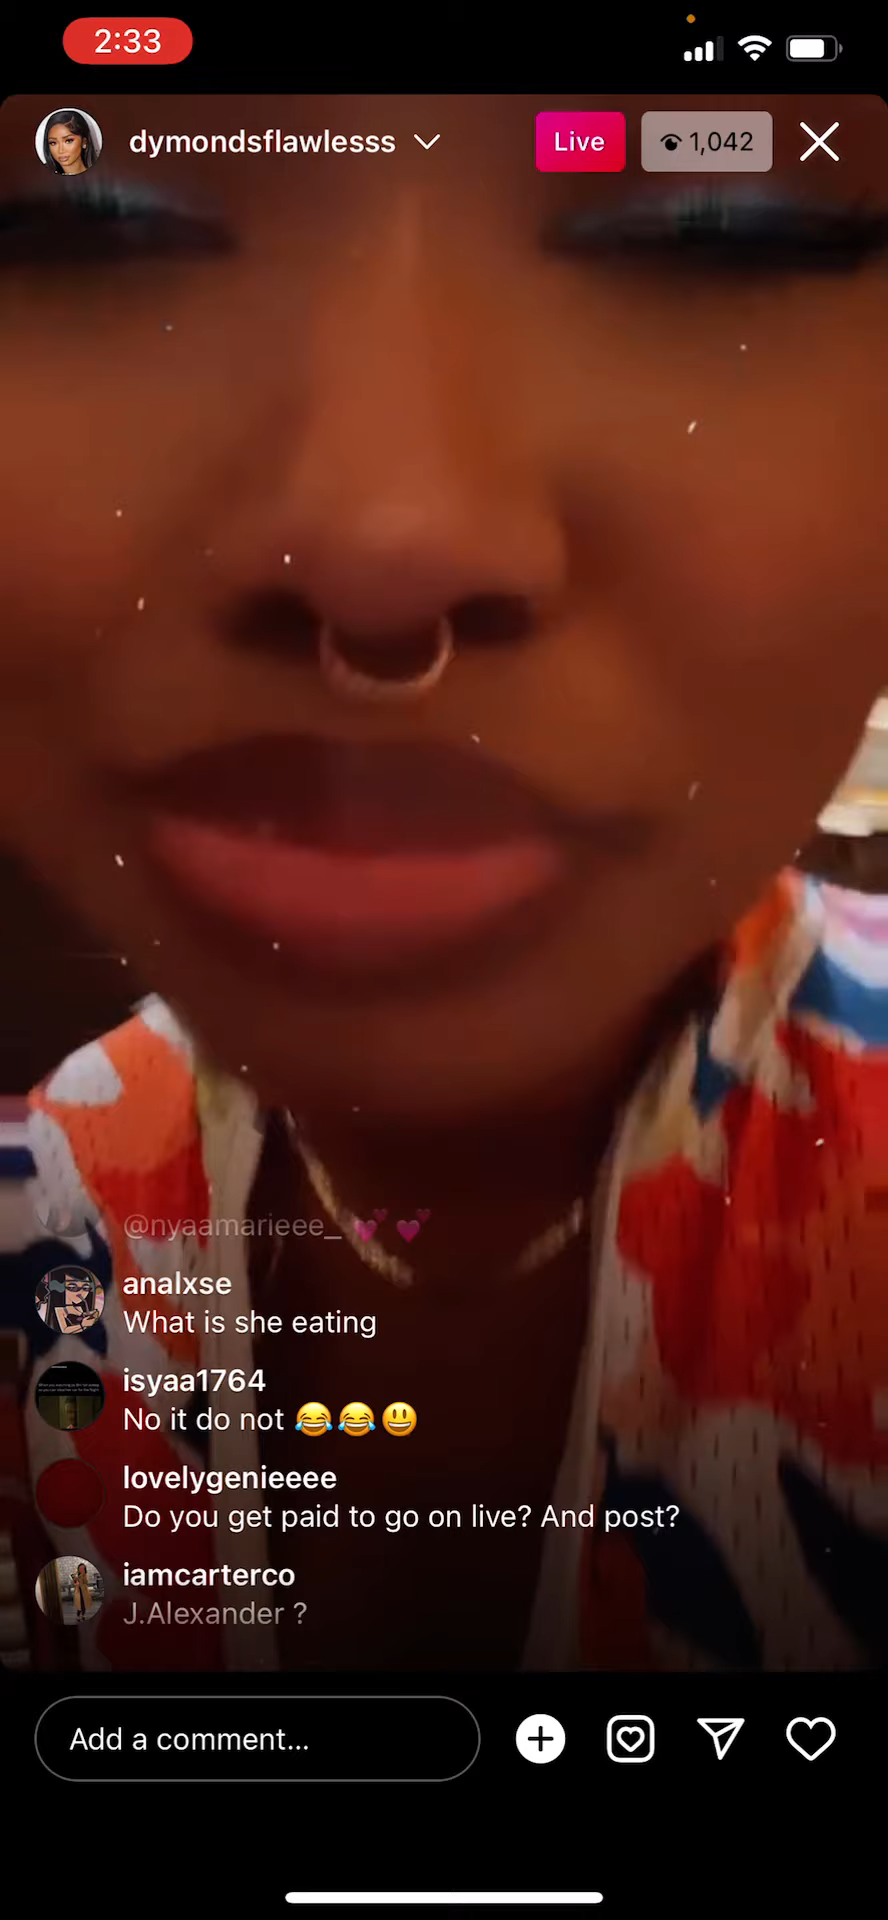 2:33
dymondsflawlesss
Live
1,042
@nyaamarieee_ 💕 💕
analxse
What is she eating
isyaa1764
No it do not 😂😂😃
lovelygenieeee
Do you get paid to go on live? And post?
iamcarterco
J.Alexander ?
Add a comment...